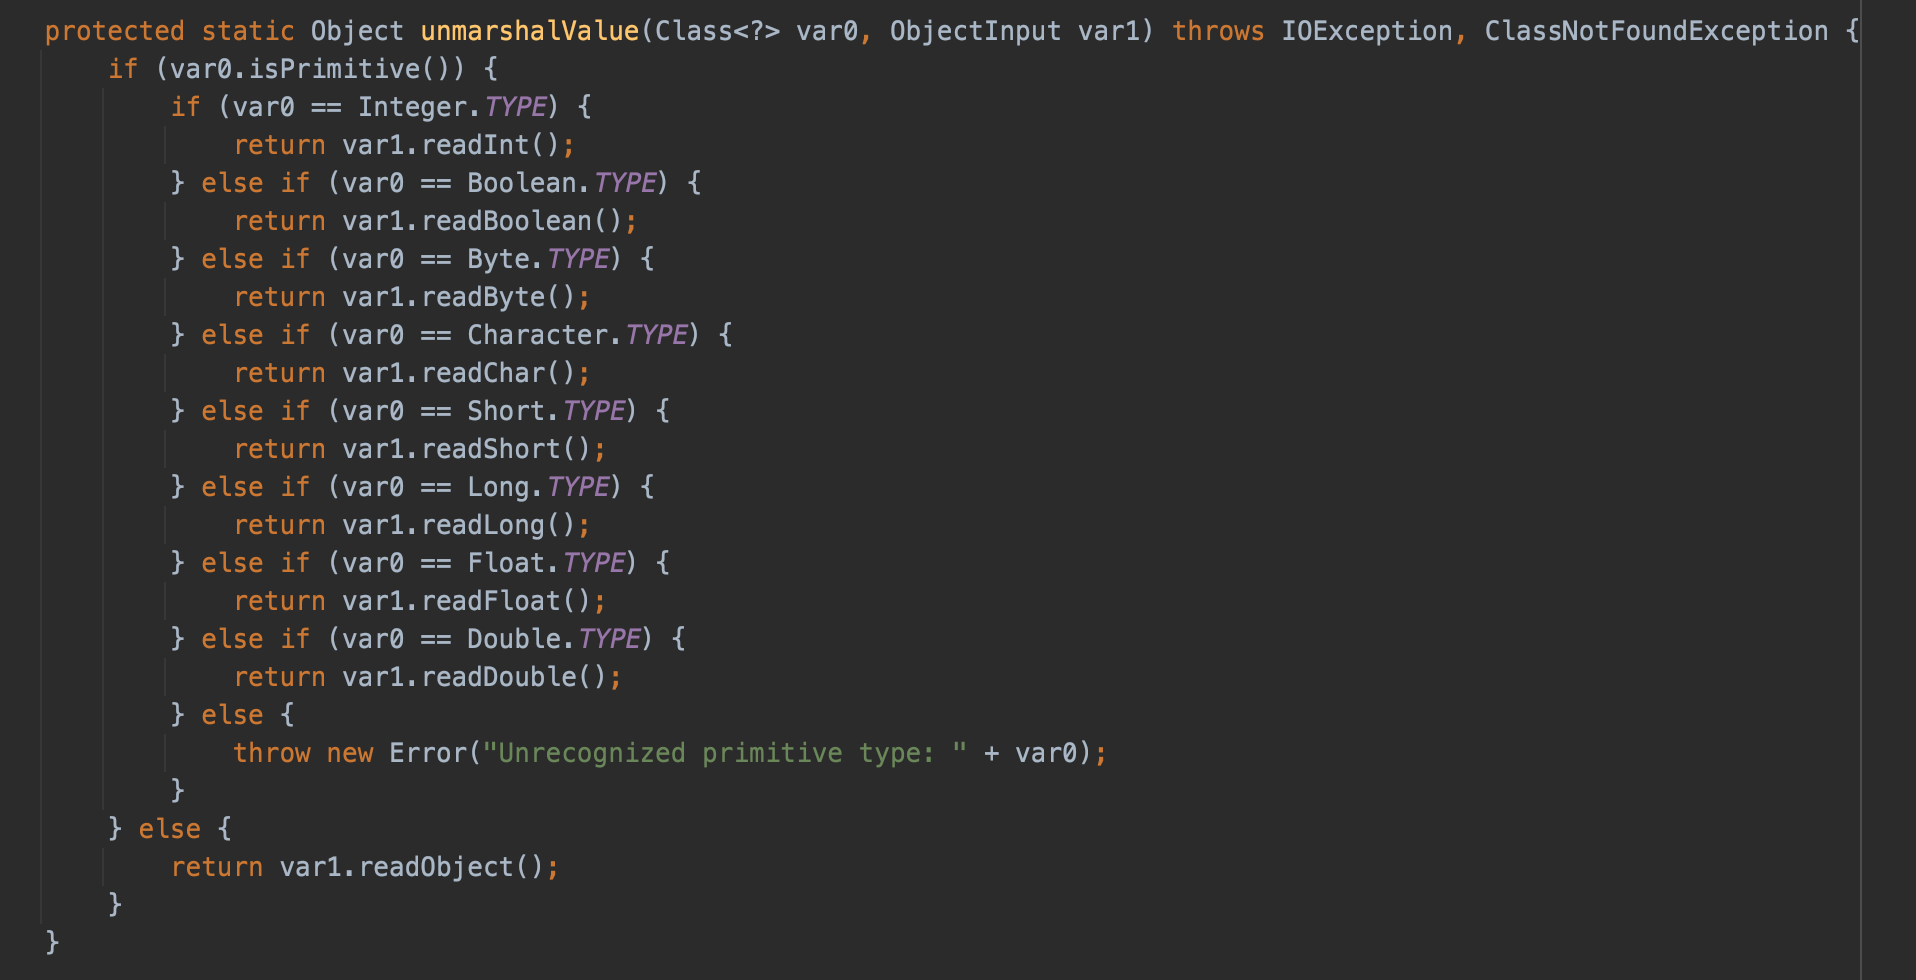 protected static Object unmarshalValue(Class<?> var0, ObjectInput var1) throws IOException, ClassNotFoundException {
    if (var0.isPrimitive()) {
        if (var0 == Integer.TYPE) {
            return var1.readInt();
        } else if (var0 == Boolean.TYPE) {
            return var1.readBoolean();
        } else if (var0 == Byte.TYPE) {
            return var1.readByte();
        } else if (var0 == Character.TYPE) {
            return var1.readChar();
        } else if (var0 == Short.TYPE) {
            return var1.readShort();
        } else if (var0 == Long.TYPE) {
            return var1.readLong();
        } else if (var0 == Float.TYPE) {
            return var1.readFloat();
        } else if (var0 == Double.TYPE) {
            return var1.readDouble();
        } else {
            throw new Error("Unrecognized primitive type: " + var0);
        }
    } else {
        return var1.readObject();
    }
}